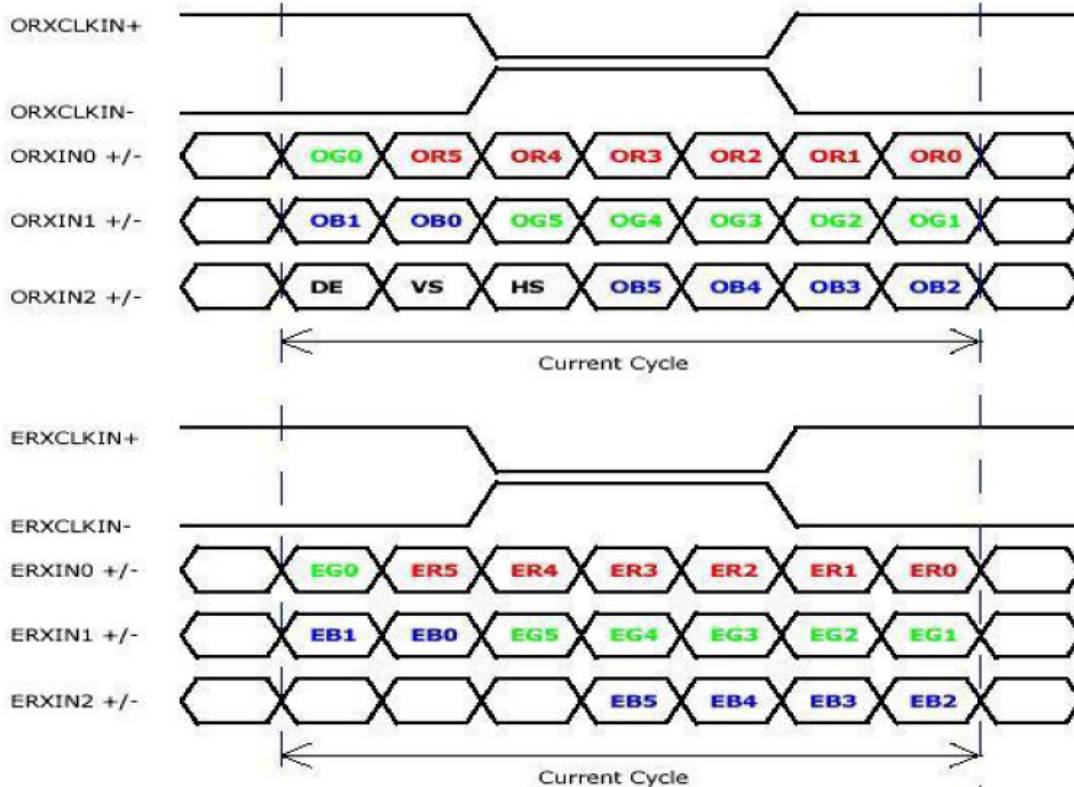 ORXCLKIN+
ORXCLKIN-
ORXIN0 +/- OG0 OR5 OR4 OR3 OR2 OR1 OR0
ORXIN1 +/- OB1 OB0 OG5 OG4 OG3 OG2 OG1
ORXIN2 +/- DE VS HS OB5 OB4 OB3 OB2
Current Cycle
ERXCLKIN+
ERXCLKIN-
ERXIN0 +/- EG0 ER5 ER4 ER3 ER2 ER1 ER0
ERXIN1 +/- EB1 EB0 EG5 EG4 EG3 EG2 EG1
ERXIN2 +/- EB5 EB4 EB3 EB2
Current Cycle